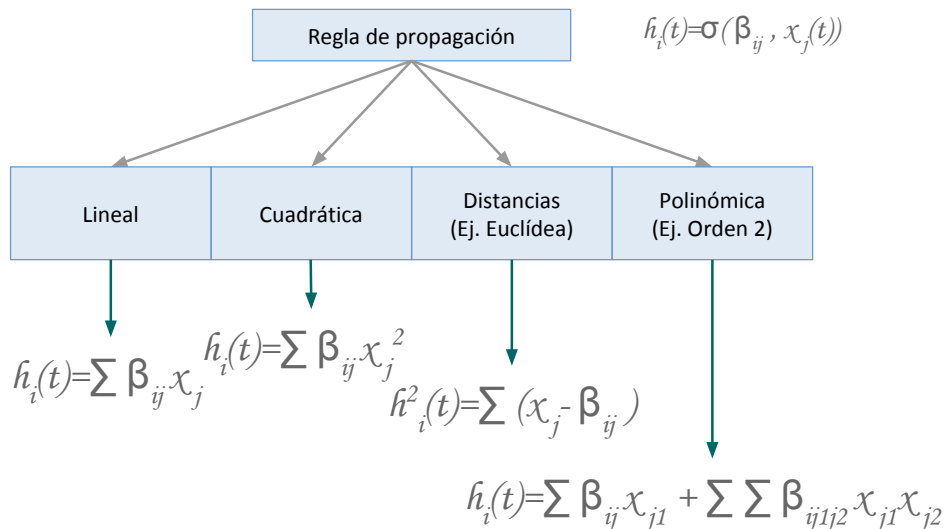 Regla de propagación
hᵢ(t)=σ(βᵢⱼ , xⱼ(t))
Lineal
Cuadrática
Distancias
(Ej. Euclídea)
Polinómica
(Ej. Orden 2)
hᵢ(t)=∑ βᵢⱼxⱼ
hᵢ(t)=∑ βᵢⱼxⱼ²
h²ᵢ(t)=∑ (xⱼ- βᵢⱼ )
hᵢ(t)=∑ βᵢⱼxⱼ₁ + ∑ ∑ βᵢⱼ₁ⱼ₂xⱼ₁xⱼ₂